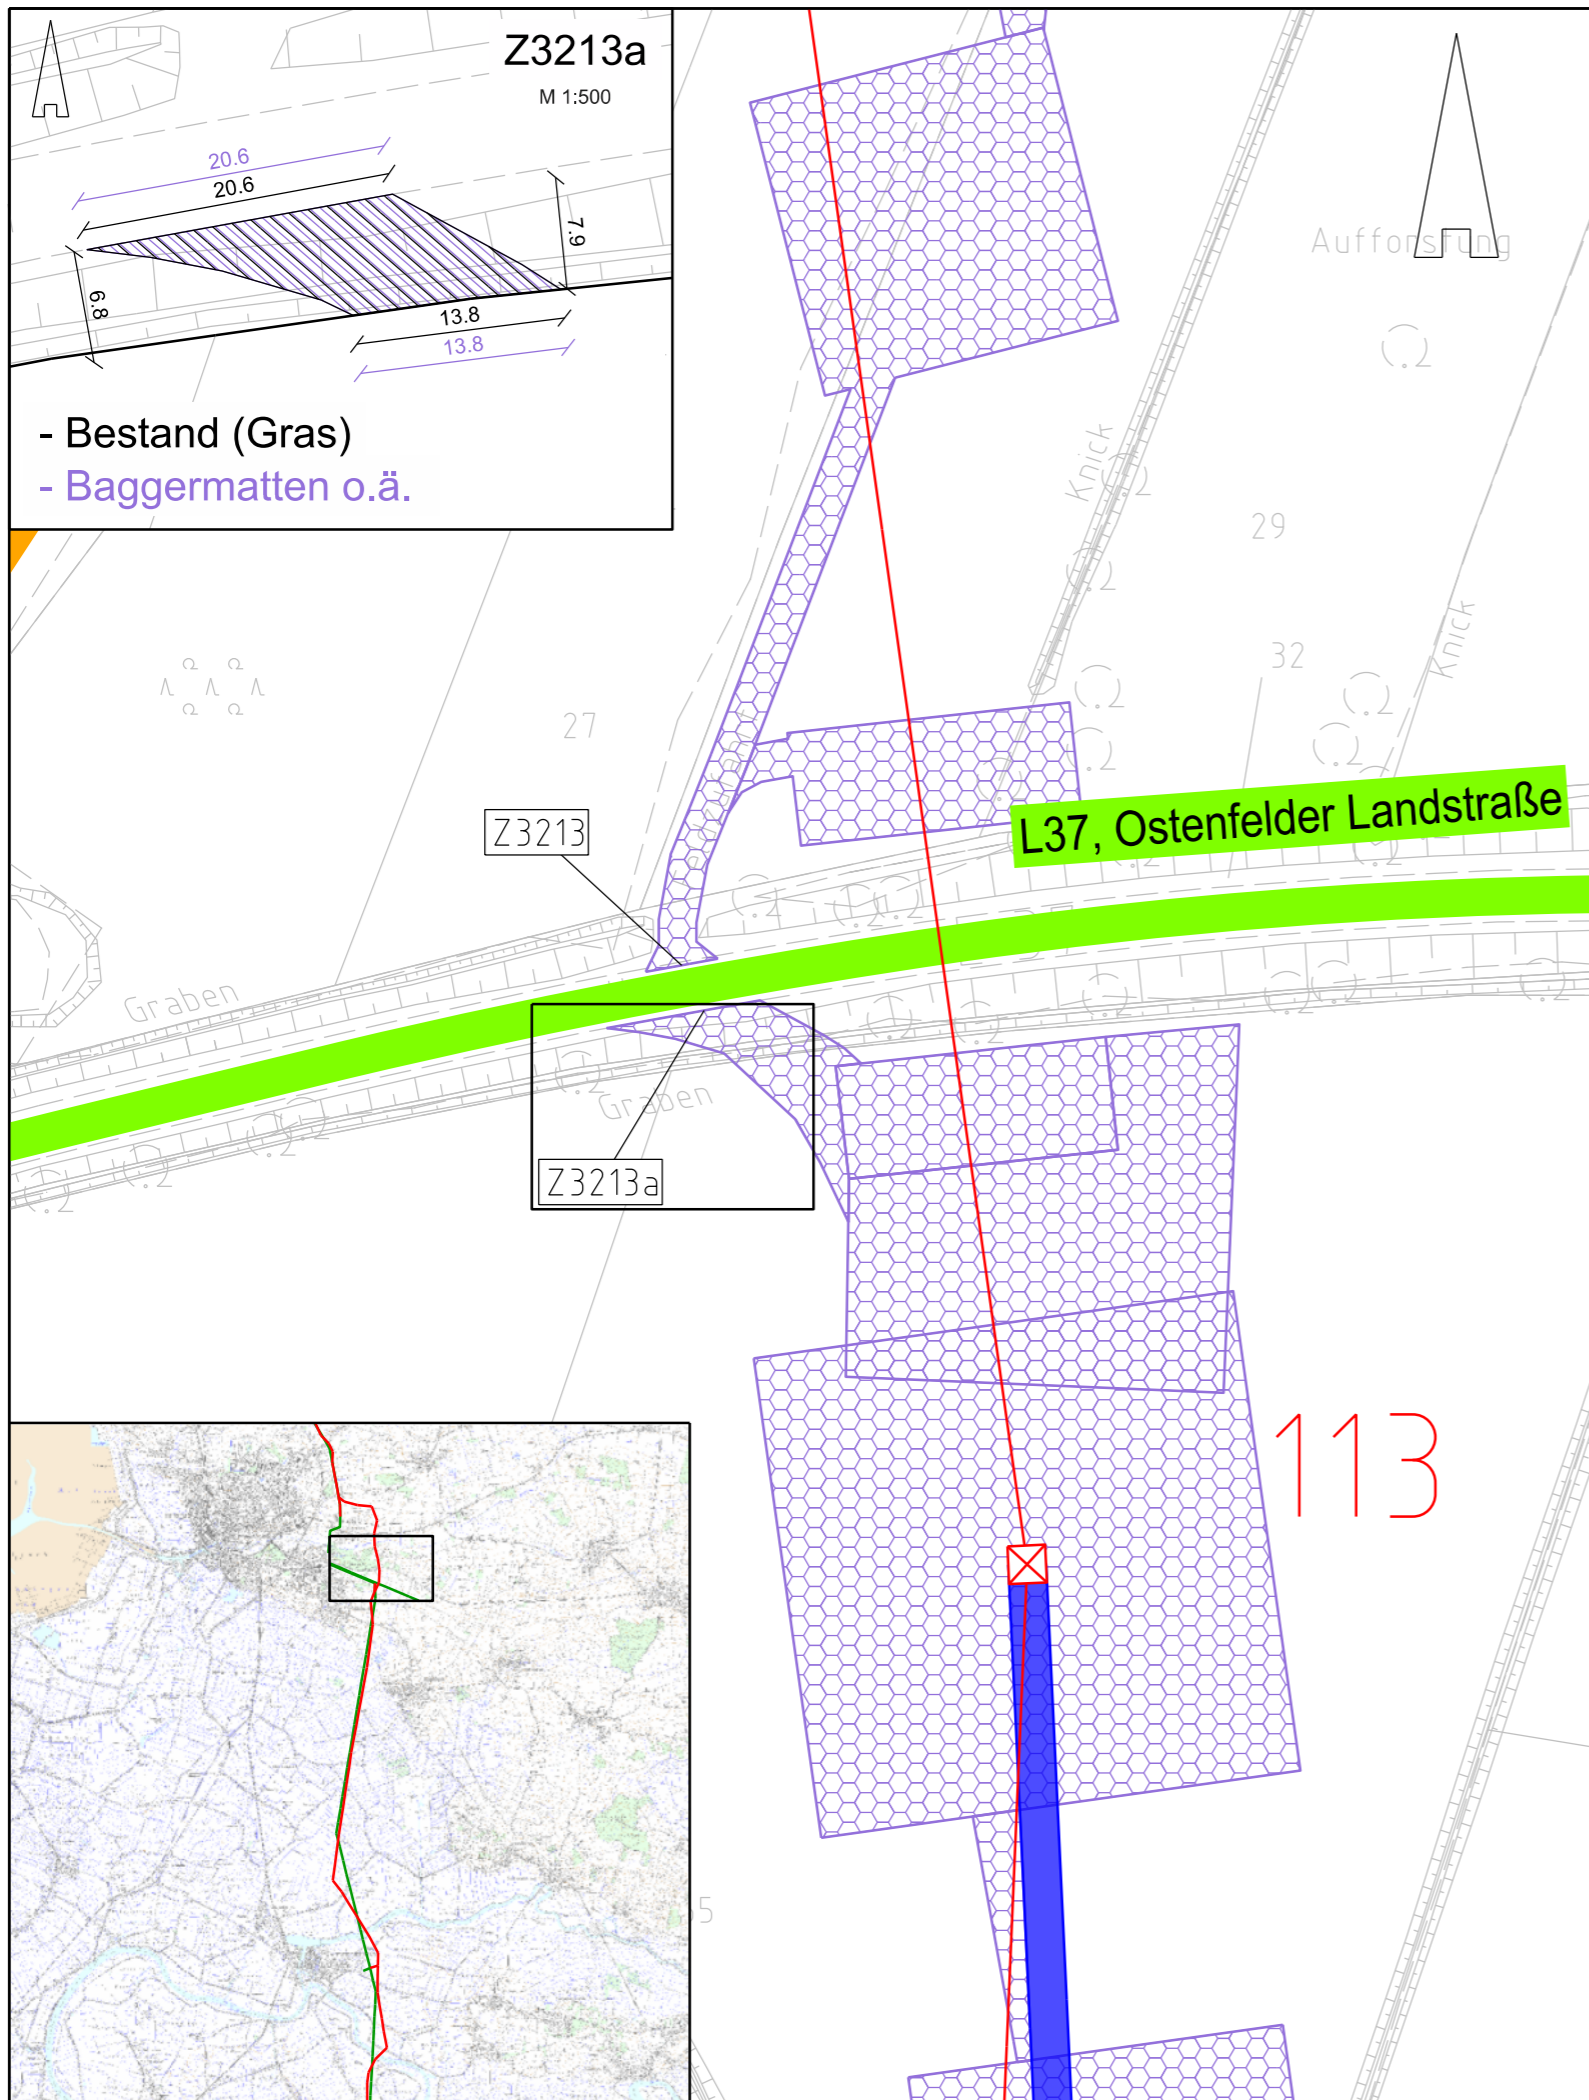 Z3213a
M 1:500
20.6
20.6
7.9
6.8
13.8
13.8
- Bestand (Gras)
- Baggermatten o.ä.
Aufforstung
Knick
29
Knick
32
27
Z3213
L37, Ostenfelder Landstraße
Graben
Graben
Z3213a
113